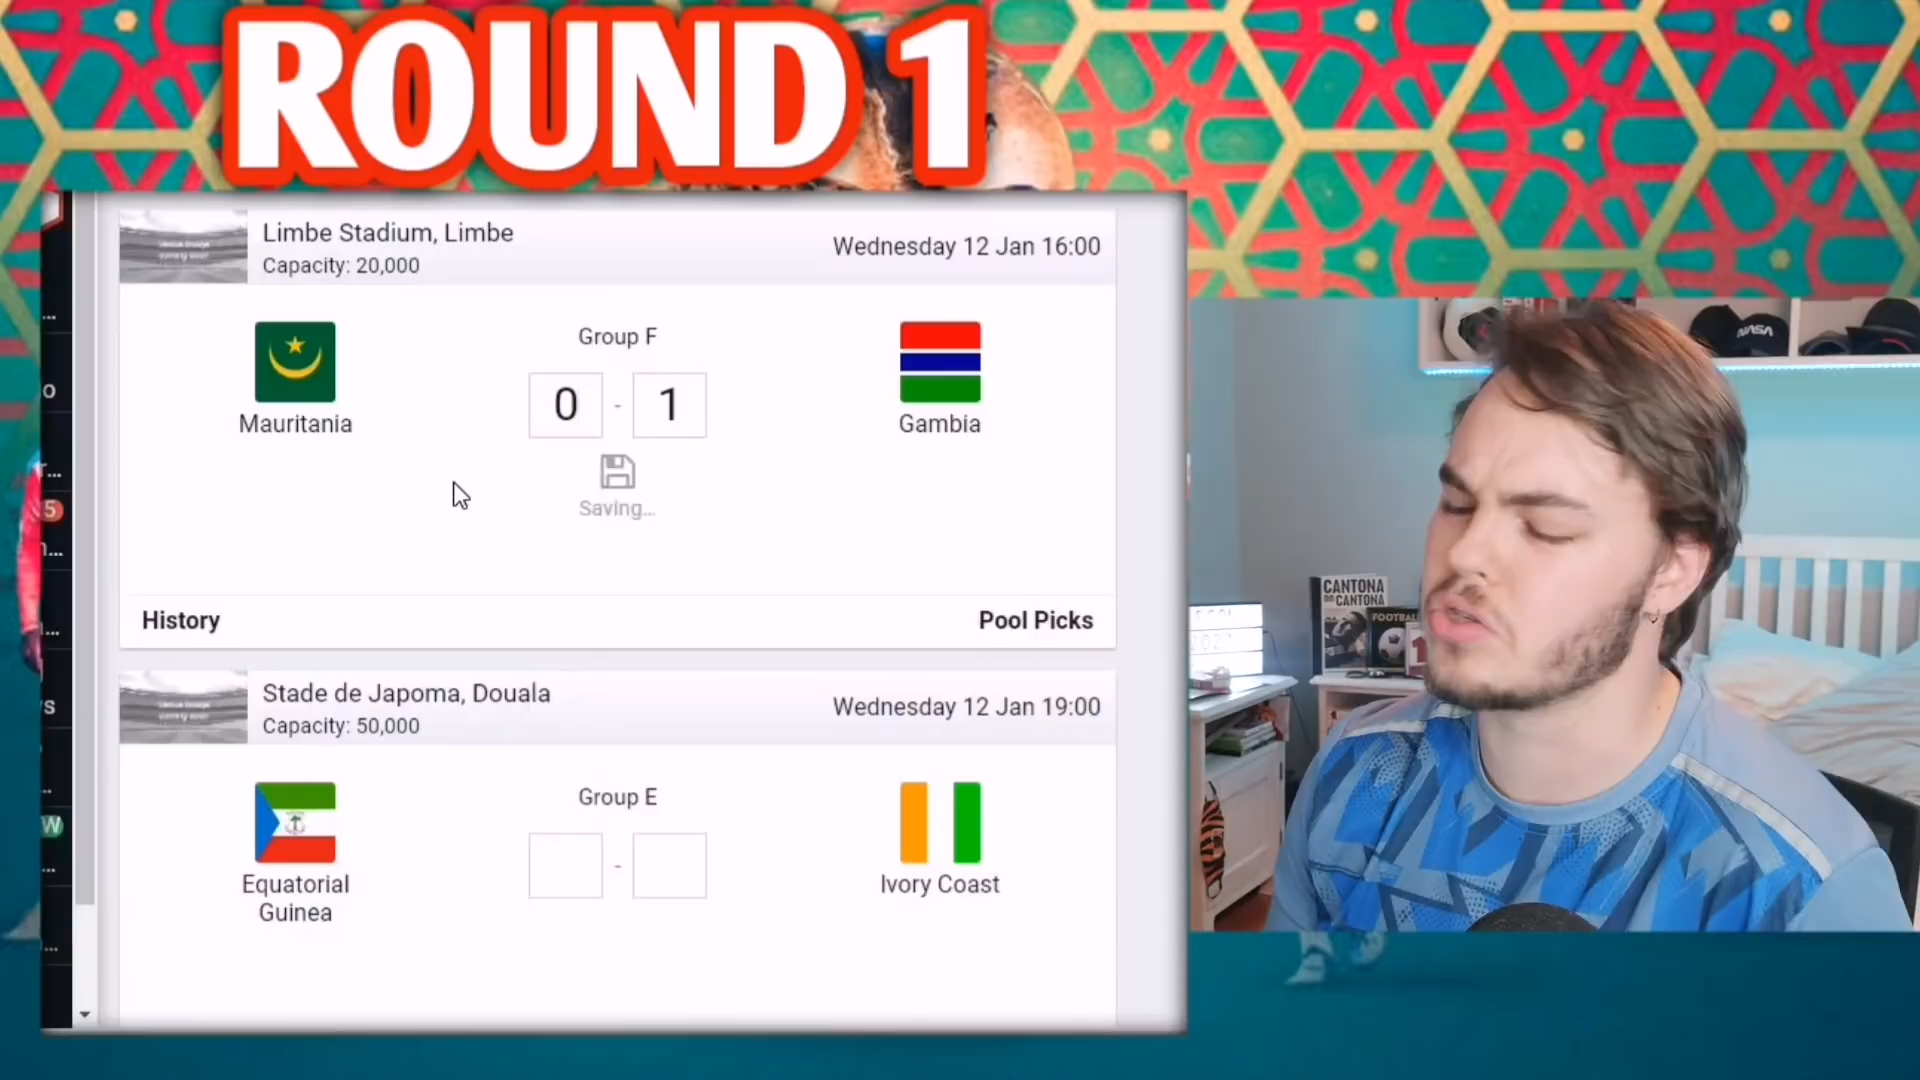 ROUND 1
Limbe Stadium, Limbe
Capacity: 20,000
Wednesday 12 Jan 16:00
Group F
0 - 1
Mauritania
Gambia
Saving...
History
Pool Picks
Stade de Japoma, Douala
Capacity: 50,000
Wednesday 12 Jan 19:00
Group E
-
Equatorial
Guinea
Ivory Coast
...
o
...
5
...
...
s
...
W
...
...
NASA
CANTONA
CANTONA
FOOTBALL